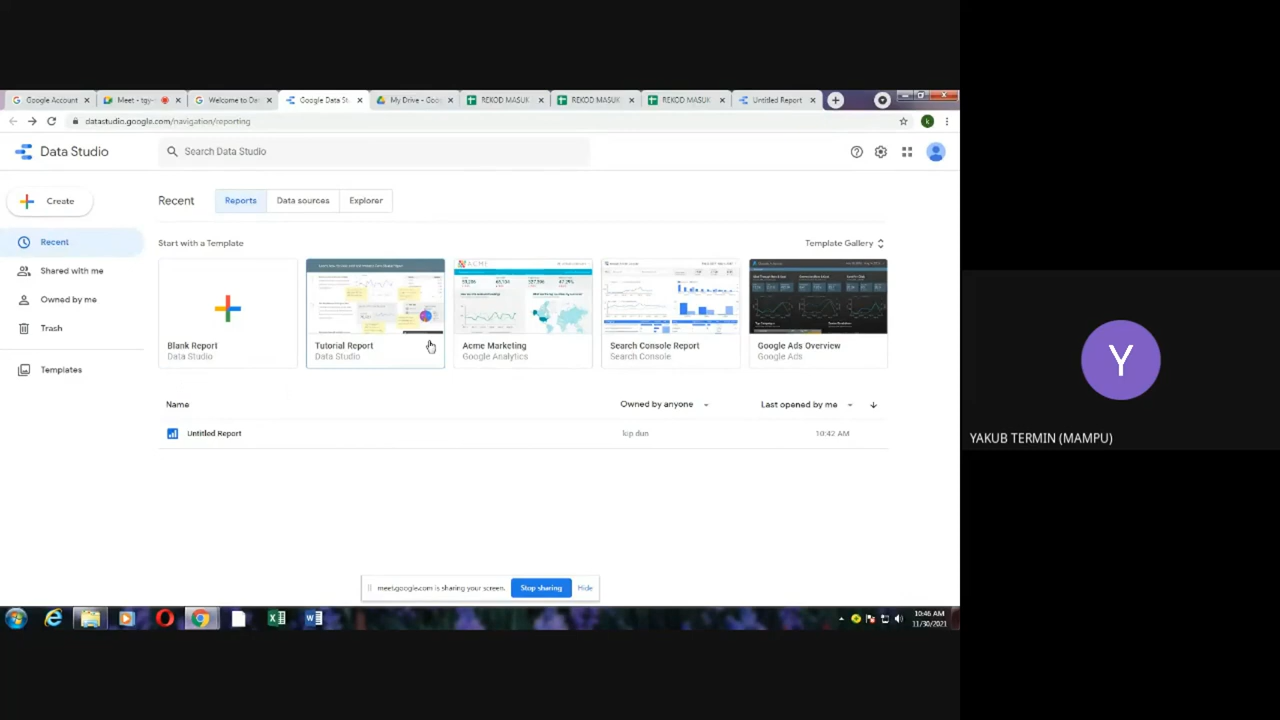 Google Account
Meet - tgy-
Welcome to Da
Google Data St
My Drive - Goo
REKOD MASUK
REKOD MASUK
REKOD MASUK
Untitled Report
datastudio.google.com/navigation/reporting
k
Data Studio
Search Data Studio
Create
Recent
Reports
Data sources
Explorer
Recent
Shared with me
Owned by me
Trash
Templates
Start with a Template
Template Gallery
Blank Report
Data Studio
Tutorial Report
Data Studio
ACME
Acme Marketing
Google Analytics
Search Console Report
Search Console
Google Ads Overview
Google Ads
Name
Owned by anyone
Last opened by me
Untitled Report
10:42 AM
meet.google.com is sharing your screen.
Stop sharing
Hide
10:46 AM
11/30/2021
Y
YAKUB TERMIN (MAMPU)